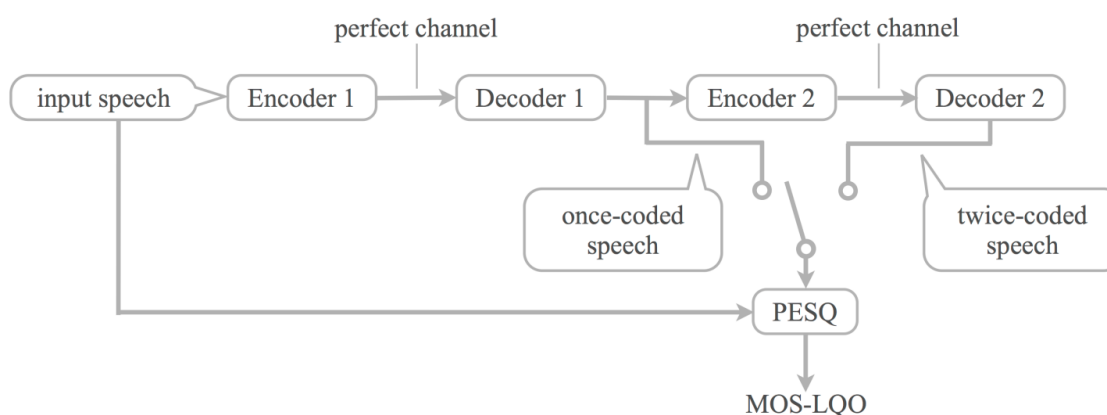 perfect channel
perfect channel
input speech
Encoder 1
Decoder 1
Encoder 2
Decoder 2
once-coded
speech
twice-coded
speech
PESQ
MOS-LQO